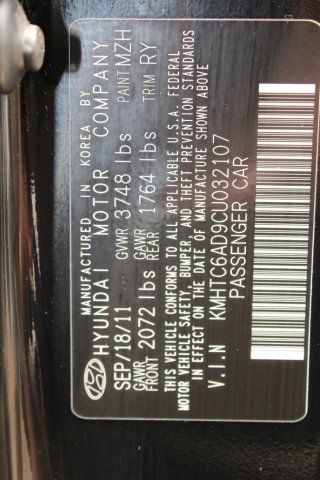 MANUFACTURED IN KOREA BY
HYUNDAI MOTOR COMPANY
SEP/18/11 GVWR 3748 lbs PAINT MZH
GAWR FRONT 2072 lbs GAWR REAR 1764 lbs TRIM RY
THIS VEHICLE CONFORMS TO ALL APPLICABLE U.S.A. FEDERAL
MOTOR VEHICLE SAFETY, BUMPER, AND THEFT PREVENTION STANDARDS
IN EFFECT ON THE DATE OF MANUFACTURE SHOWN ABOVE
V.I.N KMHTC6AD9CU032107
PASSENGER CAR